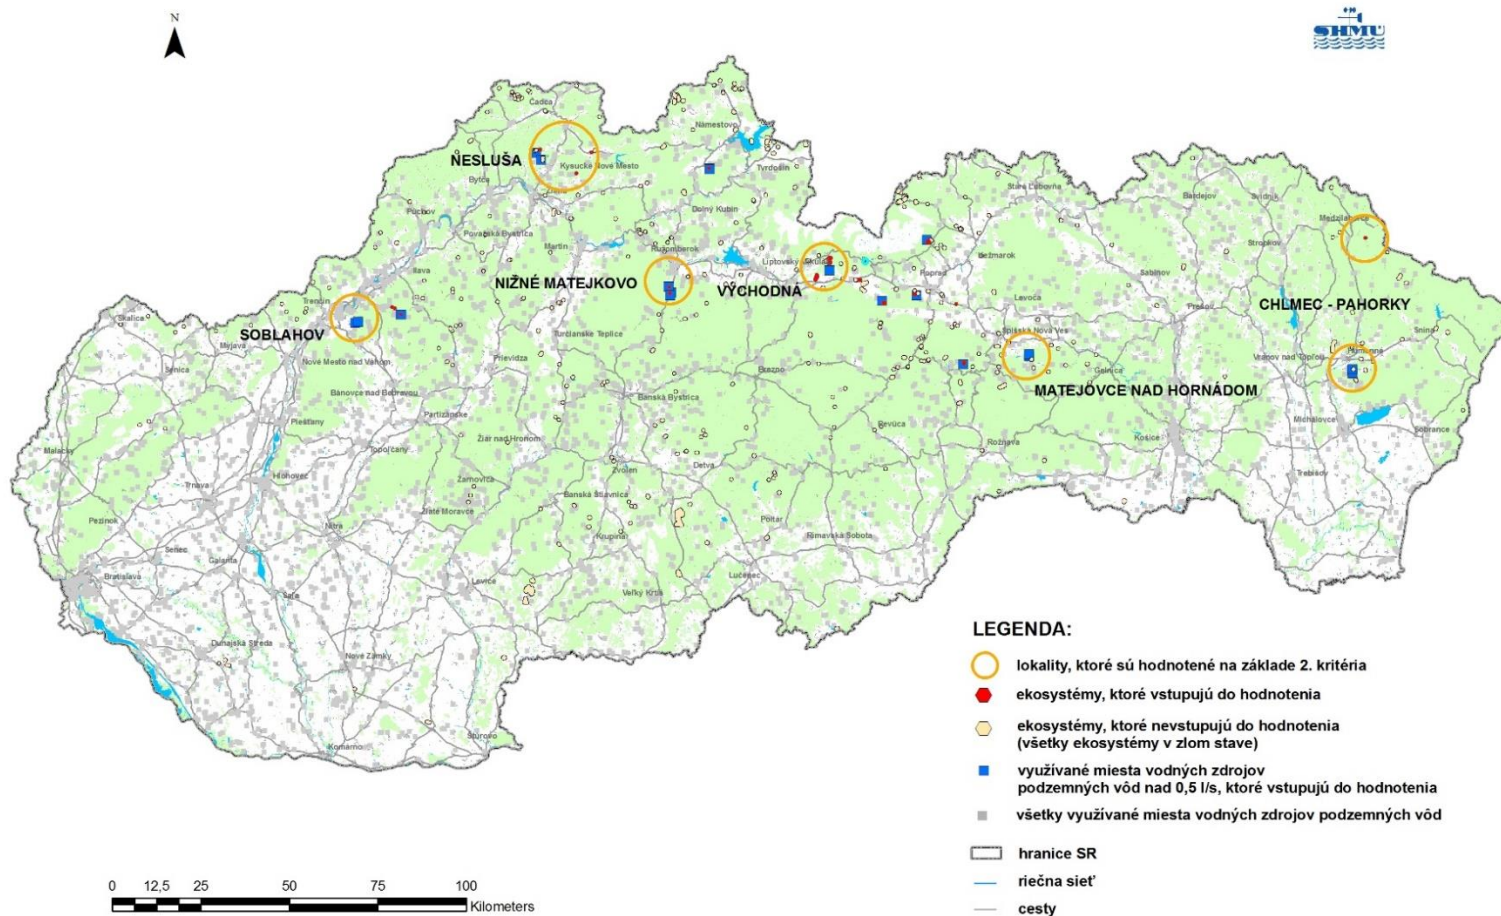 N
SHMÚ
Čadca
Námestovo
NESLUŠA
Kysucké Nové Mesto
Tvrdošín
Bytča
Stará Ľubovňa
Bardejov
Svidník
Púchov
Dolný Kubín
Považská Bystrica
Martin
Ružomberok
Stropkov
Liptovský Mikuláš
Kežmarok
Ilava
Poprad
Sabinov
NIŽNÉ MATEJKOVO
VÝCHODNÁ
Levoča
Prešov
CHLMEC - PAHORKY
Trenčín
Skalica
SOBLAHOV
Turčianske Teplice
Spišská Nová Ves
Snina
Myjava
Nové Mesto nad Váhom
Prievidza
Vranov nad Topľou
Humenné
Senica
Brezno
Gelnica
Bánovce nad Bebravou
MATEJOVCE NAD HORNÁDOM
Banská Bystrica
Partizánske
Piešťany
Revúca
Michalovce
Sobrance
Žiar nad Hronom
Rožnava
Košice
Malacky
Topoľčany
Zvolen
Detva
Hlohovec
Trebišov
Trnava
Žarnovica
Banská Štiavnica
Zlaté Moravce
Pezinok
Nitra
Poltár
Krupina
Rimavská Sobota
Senec
Galanta
Bratislava
Levice
Lučenec
Šaľa
Veľký Krtíš
Dunajská Streda
Nové Zámky
Štúrovo
Komárno
LEGENDA:
lokality, ktoré sú hodnotené na základe 2. kritéria
ekosystémy, ktoré vstupujú do hodnotenia
ekosystémy, ktoré nevstupujú do hodnotenia
(všetky ekosystémy v zlom stave)
využívané miesta vodných zdrojov
podzemných vôd nad 0,5 l/s, ktoré vstupujú do hodnotenia
všetky využívané miesta vodných zdrojov podzemných vôd
hranice SR
riečna sieť
cesty
0 12,5 25 50 75 100
Kilometers